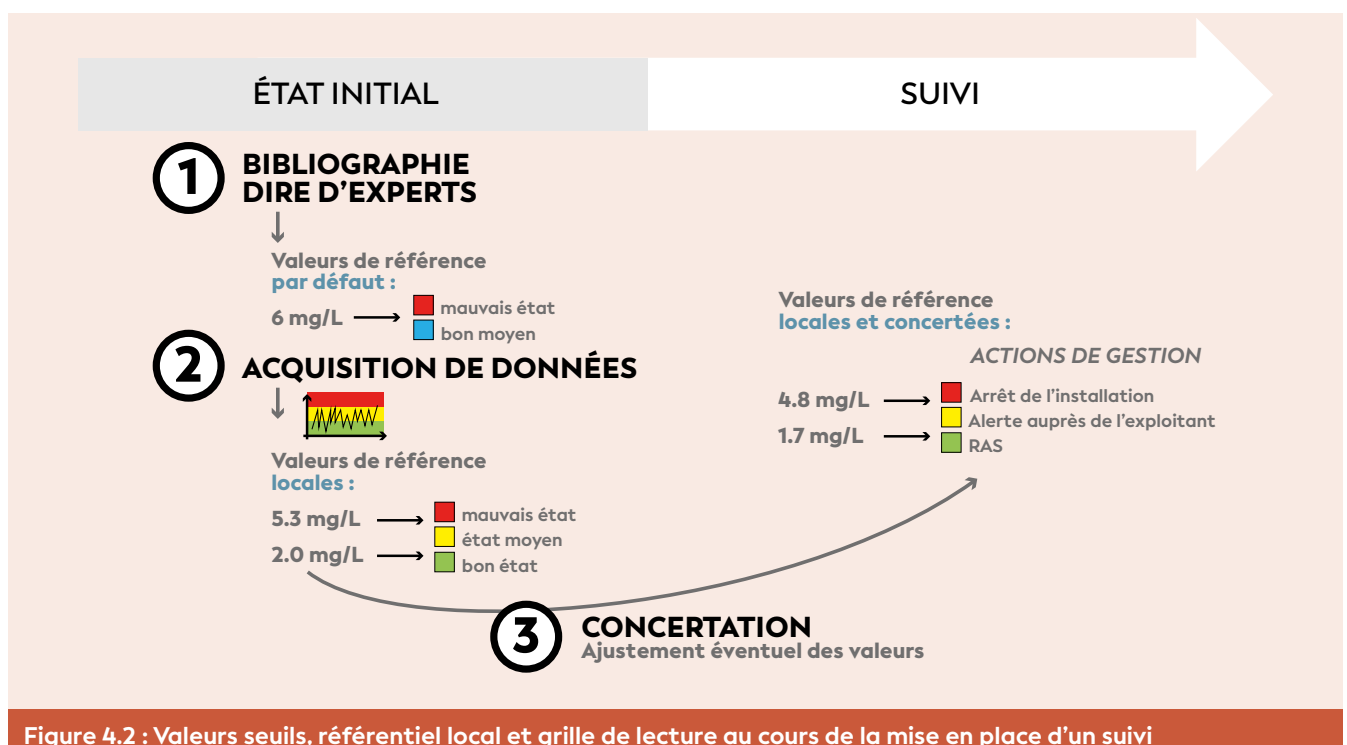 ÉTAT INITIAL
SUIVI
1
BIBLIOGRAPHIE
DIRE D'EXPERTS
Valeurs de référence
par défaut :
6 mg/L
mauvais état
bon moyen
2
ACQUISITION DE DONNÉES
Valeurs de référence
locales :
5.3 mg/L
mauvais état
état moyen
2.0 mg/L
bon état
Valeurs de référence
locales et concertées :
ACTIONS DE GESTION
4.8 mg/L
Arrêt de l'installation
Alerte auprès de l'exploitant
1.7 mg/L
RAS
3
CONCERTATION
Ajustement éventuel des valeurs
Figure 4.2 : Valeurs seuils, référentiel local et grille de lecture au cours de la mise en place d'un suivi